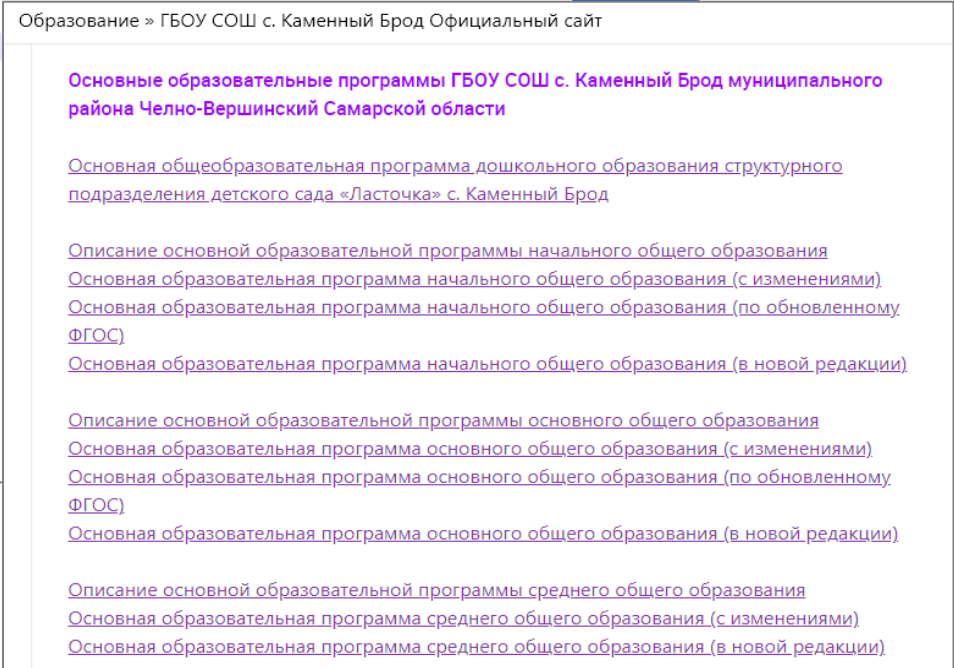 Образование » ГБОУ СОШ с. Каменный Брод Официальный сайт
Основные образовательные программы ГБОУ СОШ с. Каменный Брод муниципального
района Челно-Вершинский Самарской области
Основная общеобразовательная программа дошкольного образования структурного
подразделения детского сада «Ласточка» с. Каменный Брод
Описание основной образовательной программы начального общего образования
Основная образовательная программа начального общего образования (с изменениями)
Основная образовательная программа начального общего образования (по обновленному
ФГОС)
Основная образовательная программа начального общего образования (в новой редакции)
Описание основной образовательной программы основного общего образования
Основная образовательная программа основного общего образования (с изменениями)
Основная образовательная программа основного общего образования (по обновленному
ФГОС)
Основная образовательная программа основного общего образования (в новой редакции)
Описание основной образовательной программы среднего общего образования
Основная образовательная программа среднего общего образования (с изменениями)
Основная образовательная программа среднего общего образования (в новой редакции)